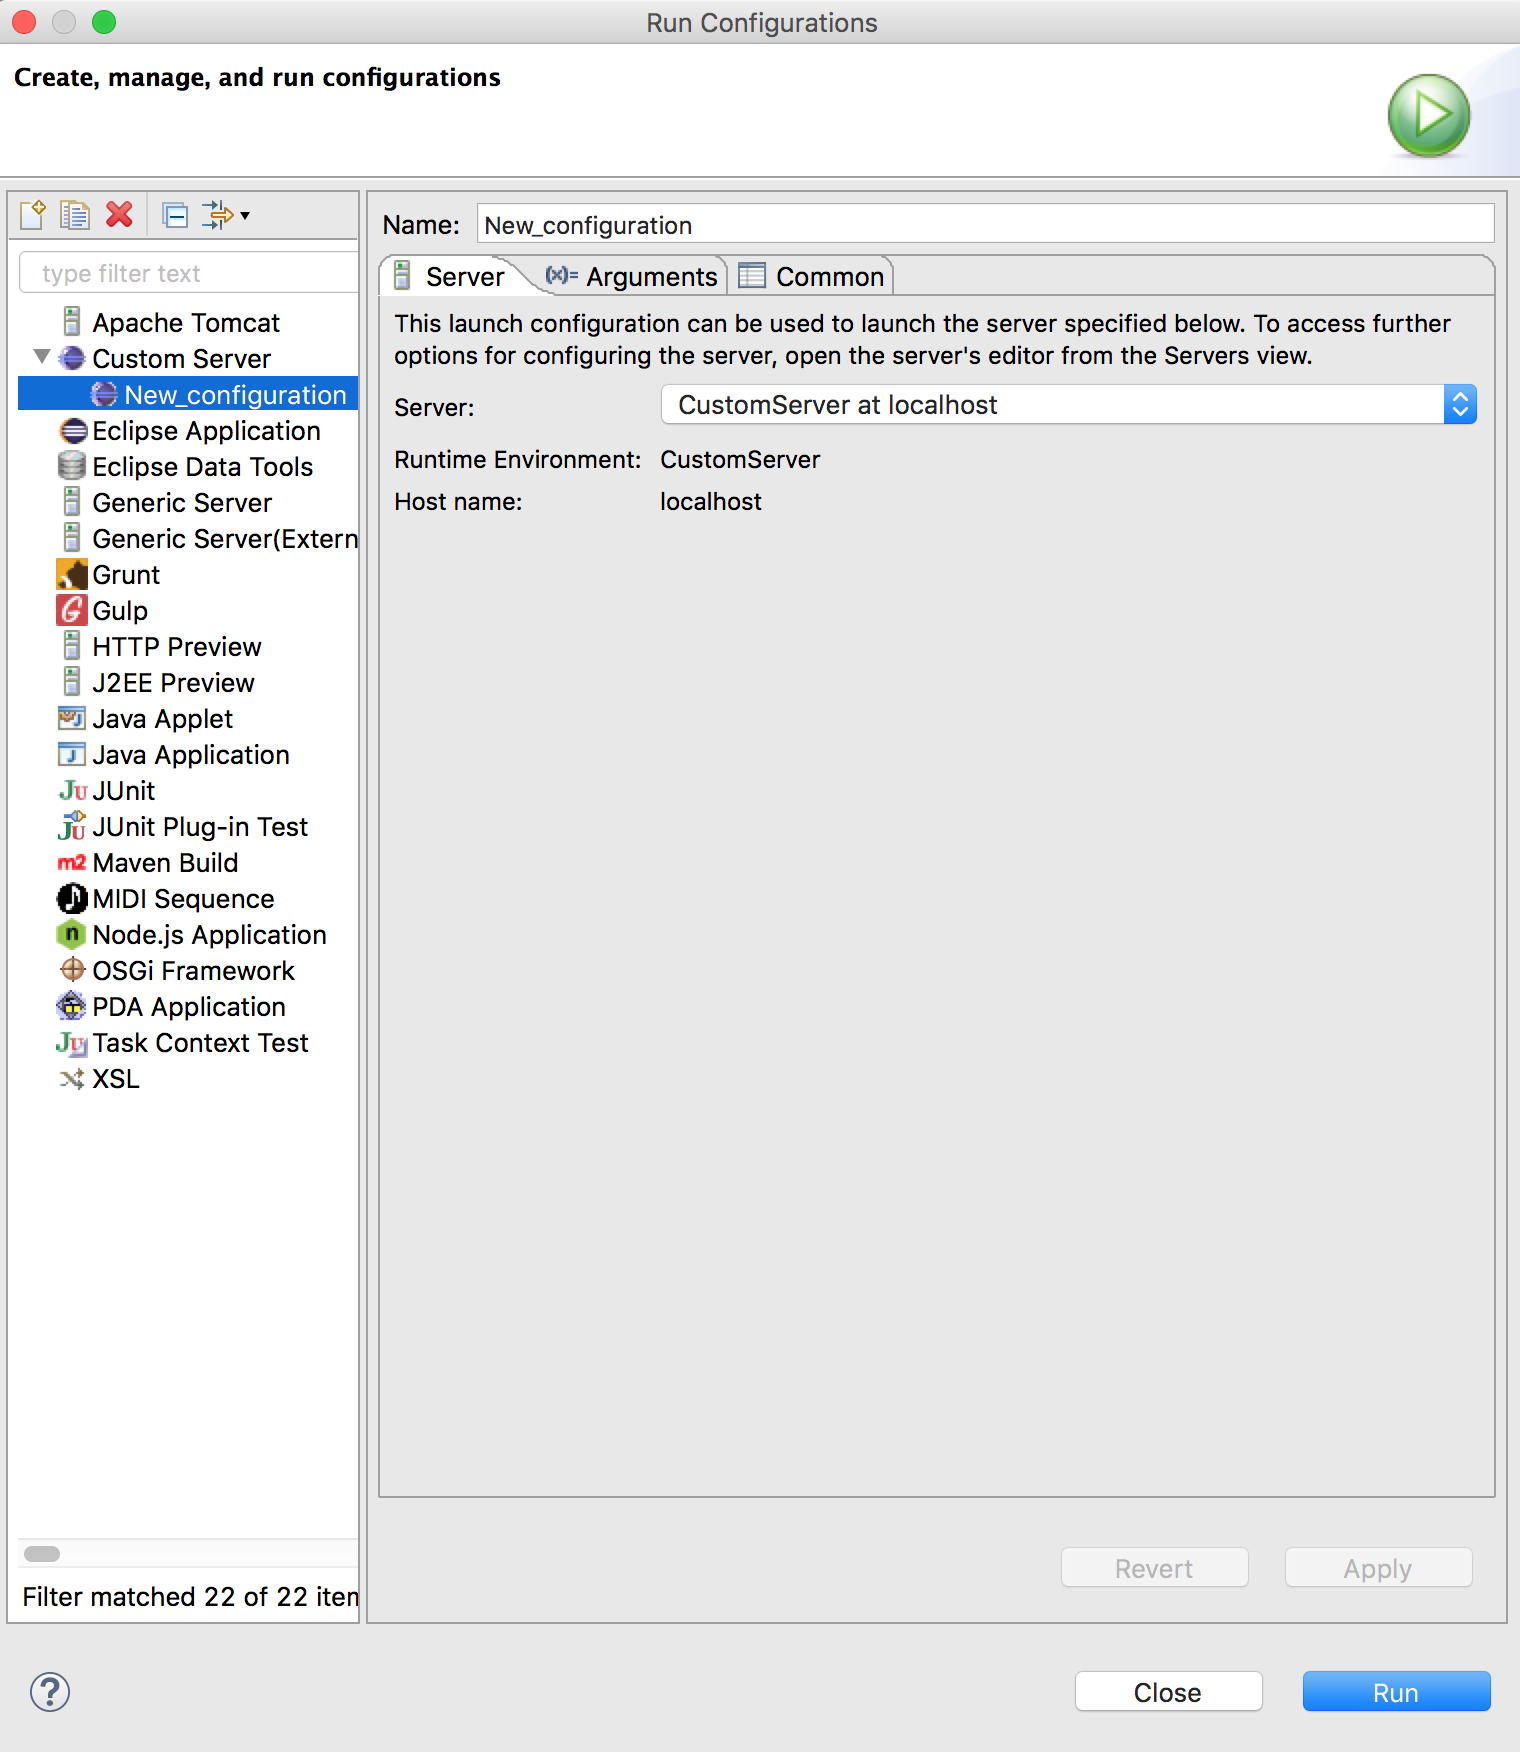 Run Configurations
Create, manage, and run configurations
type filter text
Apache Tomcat
Custom Server
New_configuration
Eclipse Application
Eclipse Data Tools
Generic Server
Generic Server(Extern
Grunt
Gulp
HTTP Preview
J2EE Preview
Java Applet
Java Application
JUnit
JUnit Plug-in Test
Maven Build
MIDI Sequence
Node.js Application
OSGi Framework
PDA Application
Task Context Test
XSL
Filter matched 22 of 22 iten
Name: New_configuration
Server (x)= Arguments Common
This launch configuration can be used to launch the server specified below. To access further
options for configuring the server, open the server's editor from the Servers view.
Server: CustomServer at localhost
Runtime Environment: CustomServer
Host name: localhost
Revert Apply
? Close Run